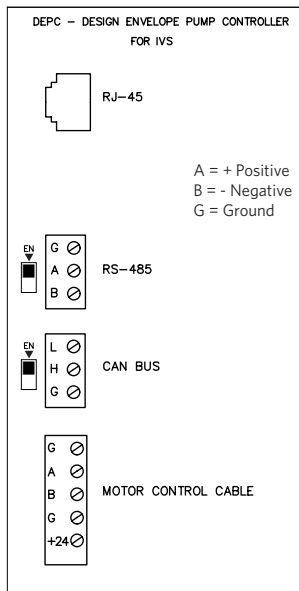 DEPC – DESIGN ENVELOPE PUMP CONTROLLER
FOR IVS
RJ–45
A = + Positive
B = - Negative
G = Ground
EN
G
A
B
RS–485
EN
L
H
G
CAN BUS
G
A
B
G
+24
MOTOR CONTROL CABLE